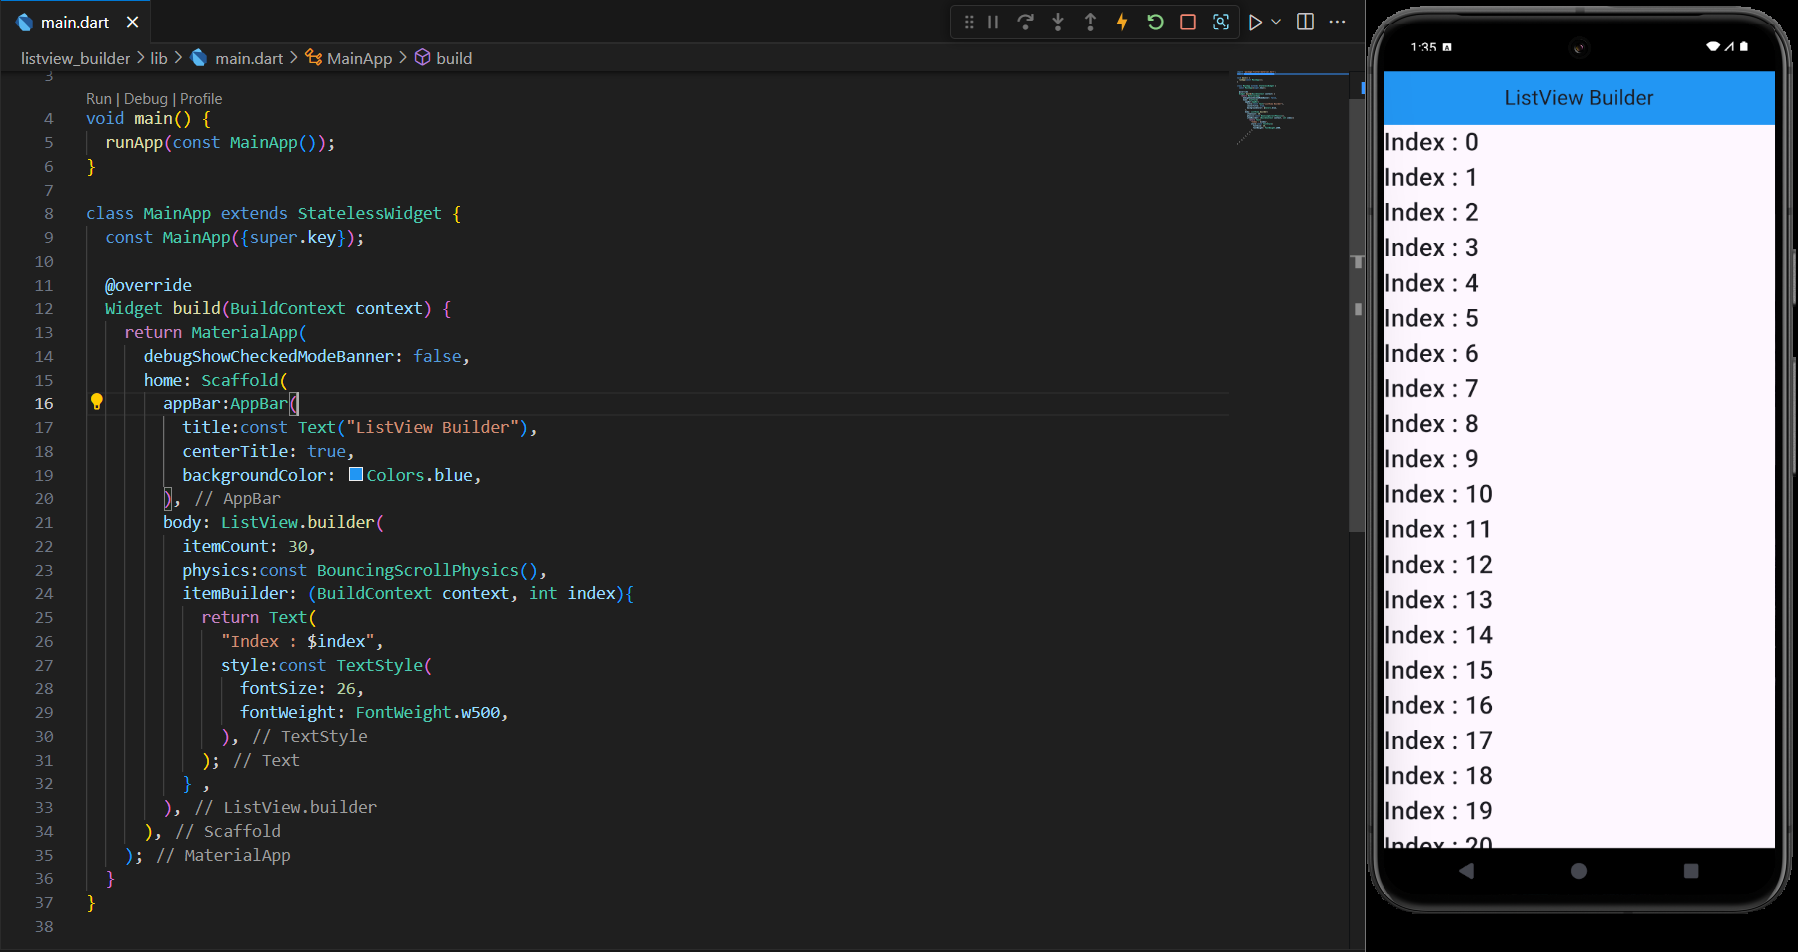 main.dart
listview_builder > lib > main.dart > MainApp > build
3
Run | Debug | Profile
4 void main() {
5   runApp(const MainApp());
6 }
7
8 class MainApp extends StatelessWidget {
9   const MainApp({super.key});
10
11   @override
12   Widget build(BuildContext context) {
13     return MaterialApp(
14       debugShowCheckedModeBanner: false,
15       home: Scaffold(
16         appBar:AppBar(
17           title:const Text("ListView Builder"),
18           centerTitle: true,
19           backgroundColor: Colors.blue,
20         ), // AppBar
21         body: ListView.builder(
22           itemCount: 30,
23           physics:const BouncingScrollPhysics(),
24           itemBuilder: (BuildContext context, int index){
25             return Text(
26               "Index : $index",
27               style:const TextStyle(
28                 fontSize: 26,
29                 fontWeight: FontWeight.w500,
30               ), // TextStyle
31             ); // Text
32           } ,
33         ), // ListView.builder
34       ), // Scaffold
35     ); // MaterialApp
36   }
37 }
38
1:35
ListView Builder
Index : 0
Index : 1
Index : 2
Index : 3
Index : 4
Index : 5
Index : 6
Index : 7
Index : 8
Index : 9
Index : 10
Index : 11
Index : 12
Index : 13
Index : 14
Index : 15
Index : 16
Index : 17
Index : 18
Index : 19
Index : 20